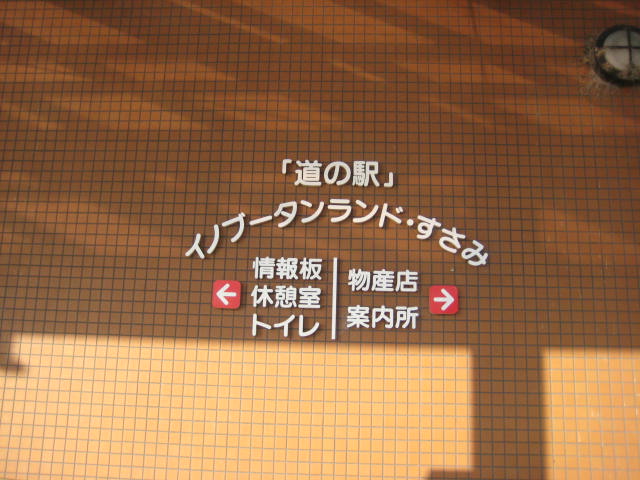 「道の駅」
イノブータンランド・すさみ
情報板
休憩室
トイレ
物産店
案内所